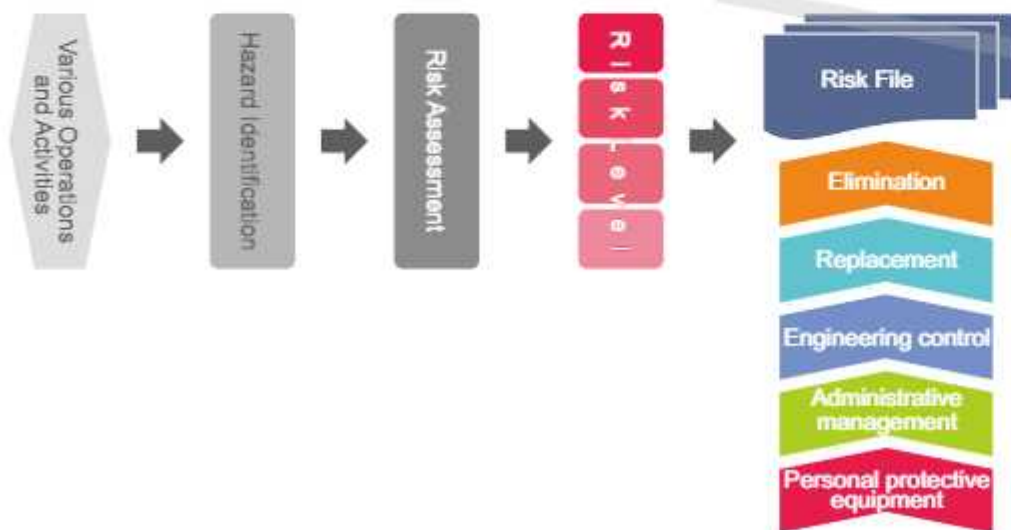 Various Operations
and Activities
Hazard Identification
Risk Assessment
Risk Level
Risk File
Elimination
Replacement
Engineering control
Administrative
management
Personal protective
equipment